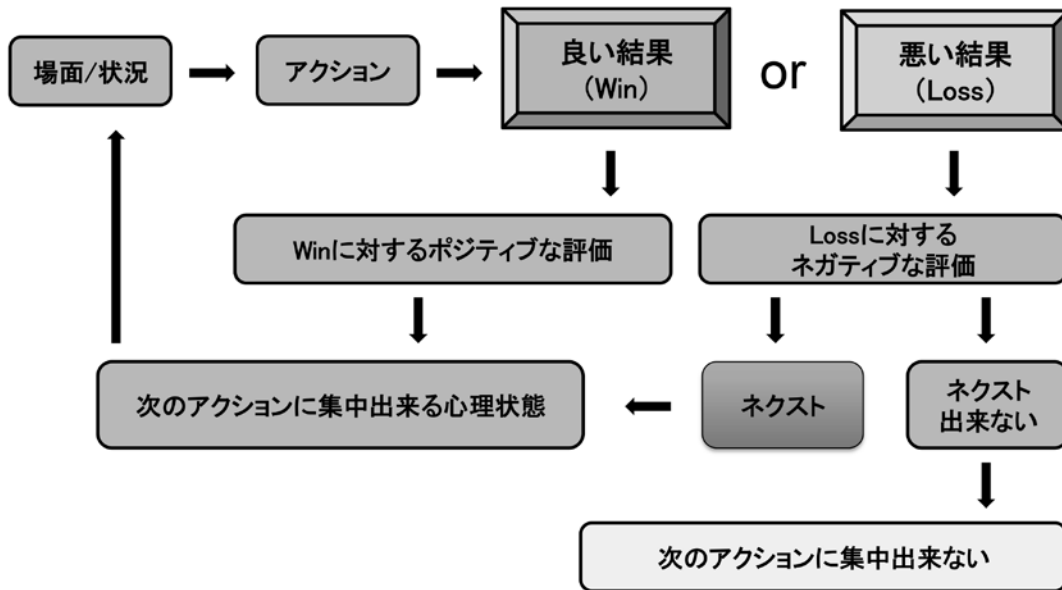 場面/状況
アクション
良い結果
（Win）
or
悪い結果
（Loss）
Winに対するポジティブな評価
Lossに対する
ネガティブな評価
次のアクションに集中出来る心理状態
ネクスト
ネクスト
出来ない
次のアクションに集中出来ない